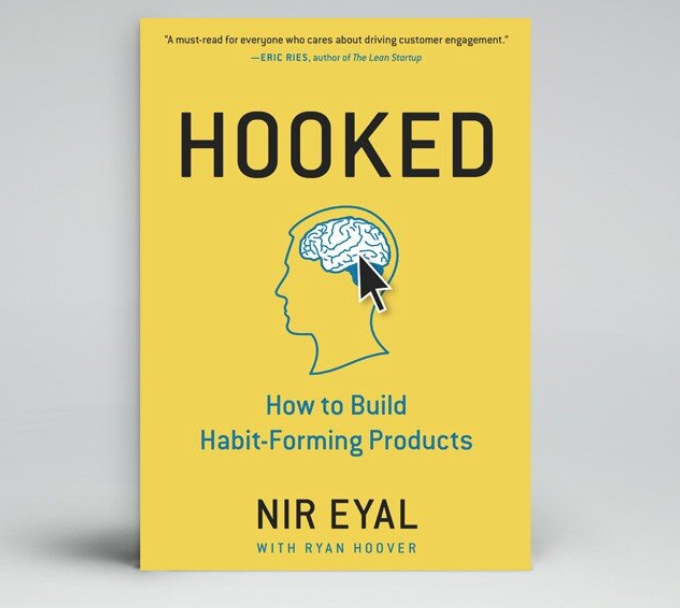 "A must-read for everyone who cares about driving customer engagement."
—ERIC RIES, author of The Lean Startup
HOOKED
How to Build
Habit-Forming Products
NIR EYAL
WITH RYAN HOOVER